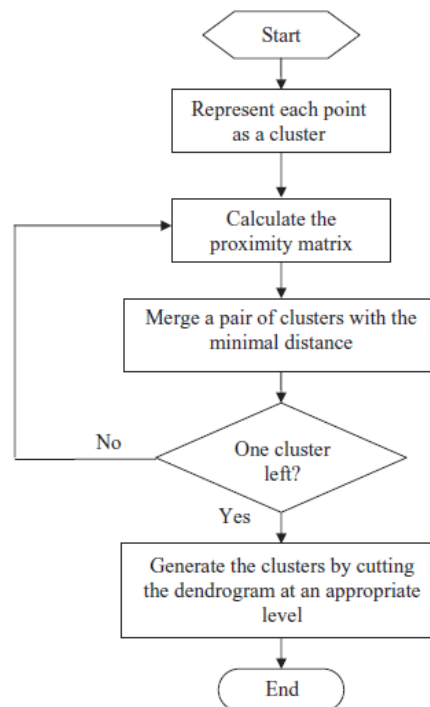 Start
Represent each point
as a cluster
Calculate the
proximity matrix
Merge a pair of clusters with the
minimal distance
No
One cluster
left?
Yes
Generate the clusters by cutting
the dendrogram at an appropriate
level
End